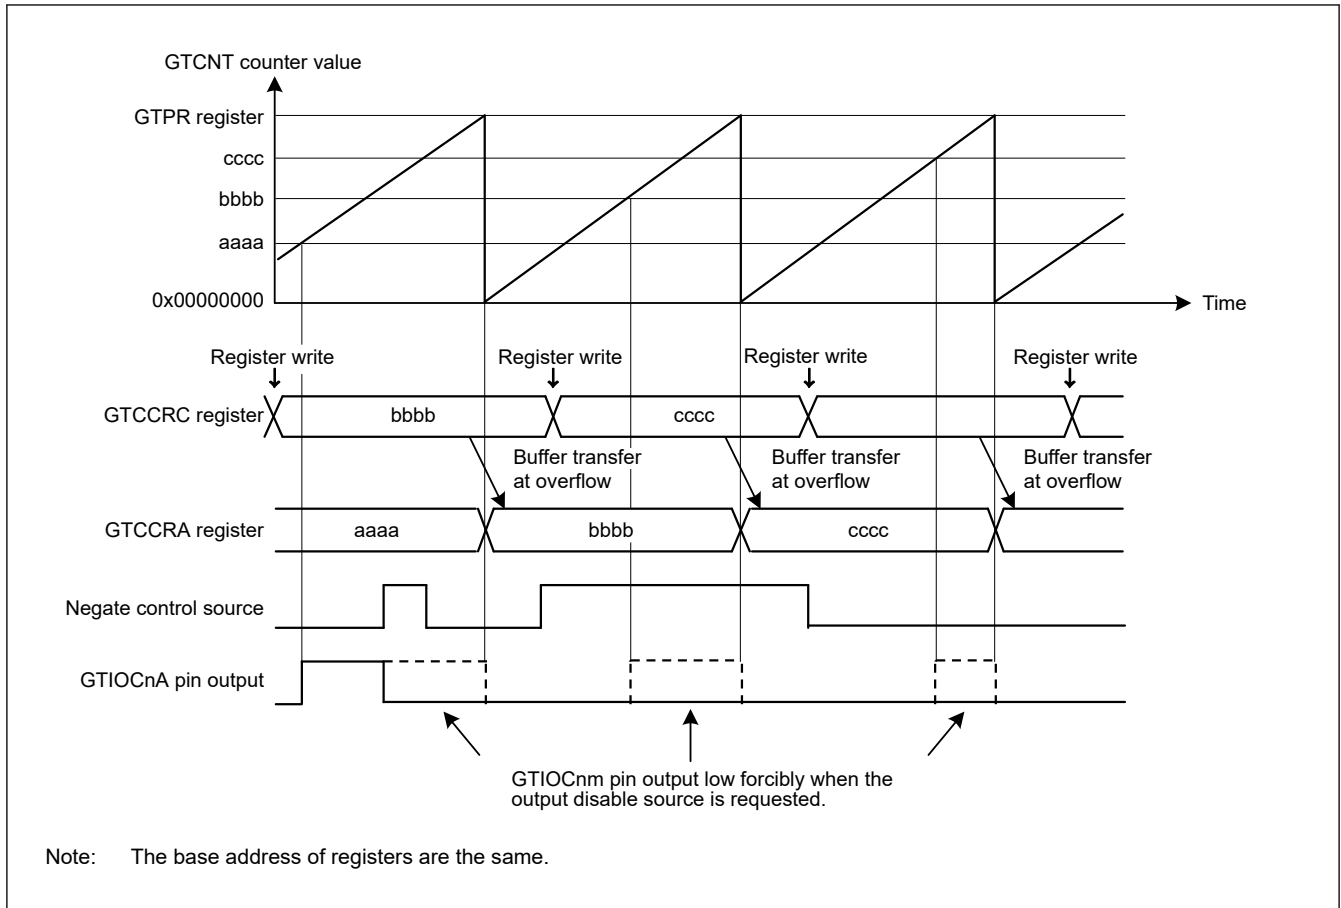 GTCNT counter value
GTPR register
cccc
bbbb
aaaa
0x00000000
Time
Register write
Register write
Register write
Register write
GTCCRC register
bbbb
cccc
Buffer transfer
at overflow
Buffer transfer
at overflow
Buffer transfer
at overflow
GTCCRA register
aaaa
bbbb
cccc
Negate control source
GTIOCnA pin output
GTIOCnm pin output low forcibly when the
output disable source is requested.
Note: The base address of registers are the same.